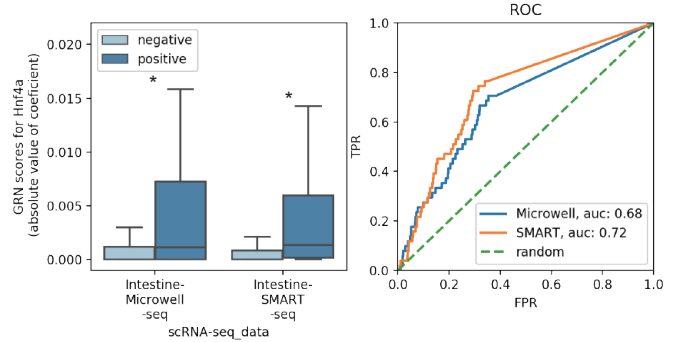 GRN scores for Hnf4a
(absolute value of coeficient)
0.020
0.015
0.010
0.005
0.000
negative
positive
*
*
Intestine-
Microwell
-seq
Intestine-
SMART
-seq
scRNA-seq_data
ROC
TPR
1.0
0.8
0.6
0.4
0.2
0.0
Microwell, auc: 0.68
SMART, auc: 0.72
random
0.0
0.2
0.4
0.6
0.8
1.0
FPR